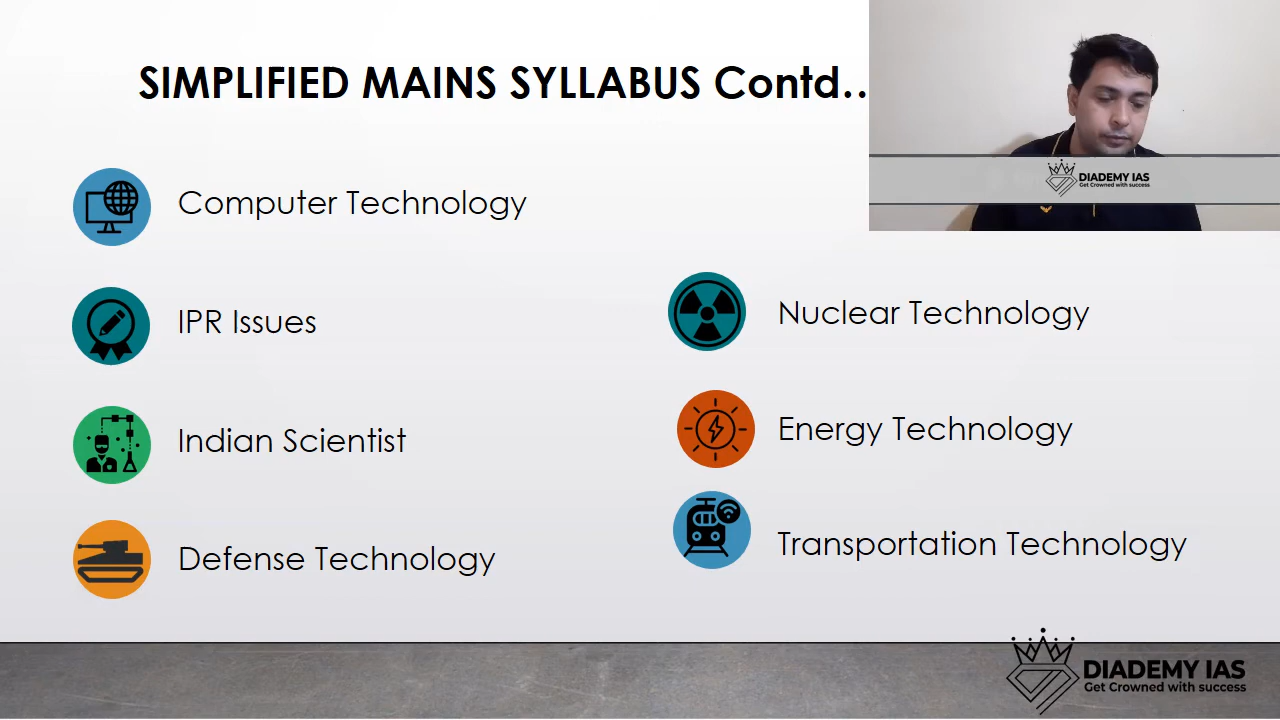 SIMPLIFIED MAINS SYLLABUS Contd..
DIADEMY IAS
Get Crowned with success
Computer Technology
IPR Issues
Indian Scientist
Defense Technology
Nuclear Technology
Energy Technology
Transportation Technology
DIADEMY IAS
Get Crowned with success